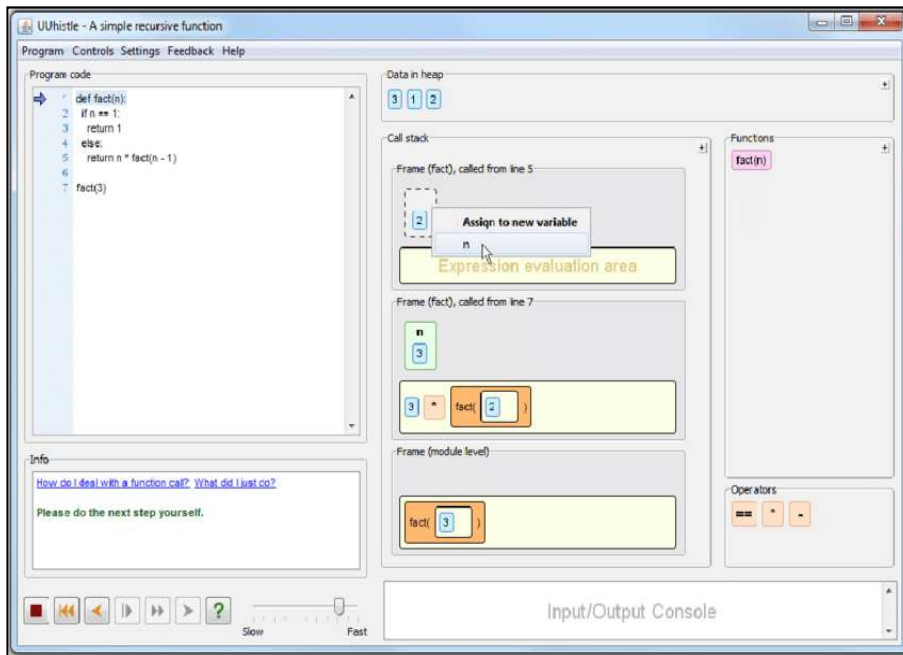 UUhistle - A simple recursive function
Program Controls Settings Feedback Help
Program code
1 def fact(n):
2 if n == 1:
3 return 1
4 else:
5 return n * fact(n - 1)
6
7 fact(3)
Data in heap
3 1 2
Call stack
Frame (fact), called from line 5
2
Assign to new variable
n
Expression evaluation area
Frame (fact), called from line 7
n
3
3 * fact( 2 )
Frame (module level)
fact( 3 )
Functons
fact(n)
Operators
== * -
Info
How do I deal with a function call? What did I just do?
Please do the next step yourself.
?
Slow Fast
Input/Output Console